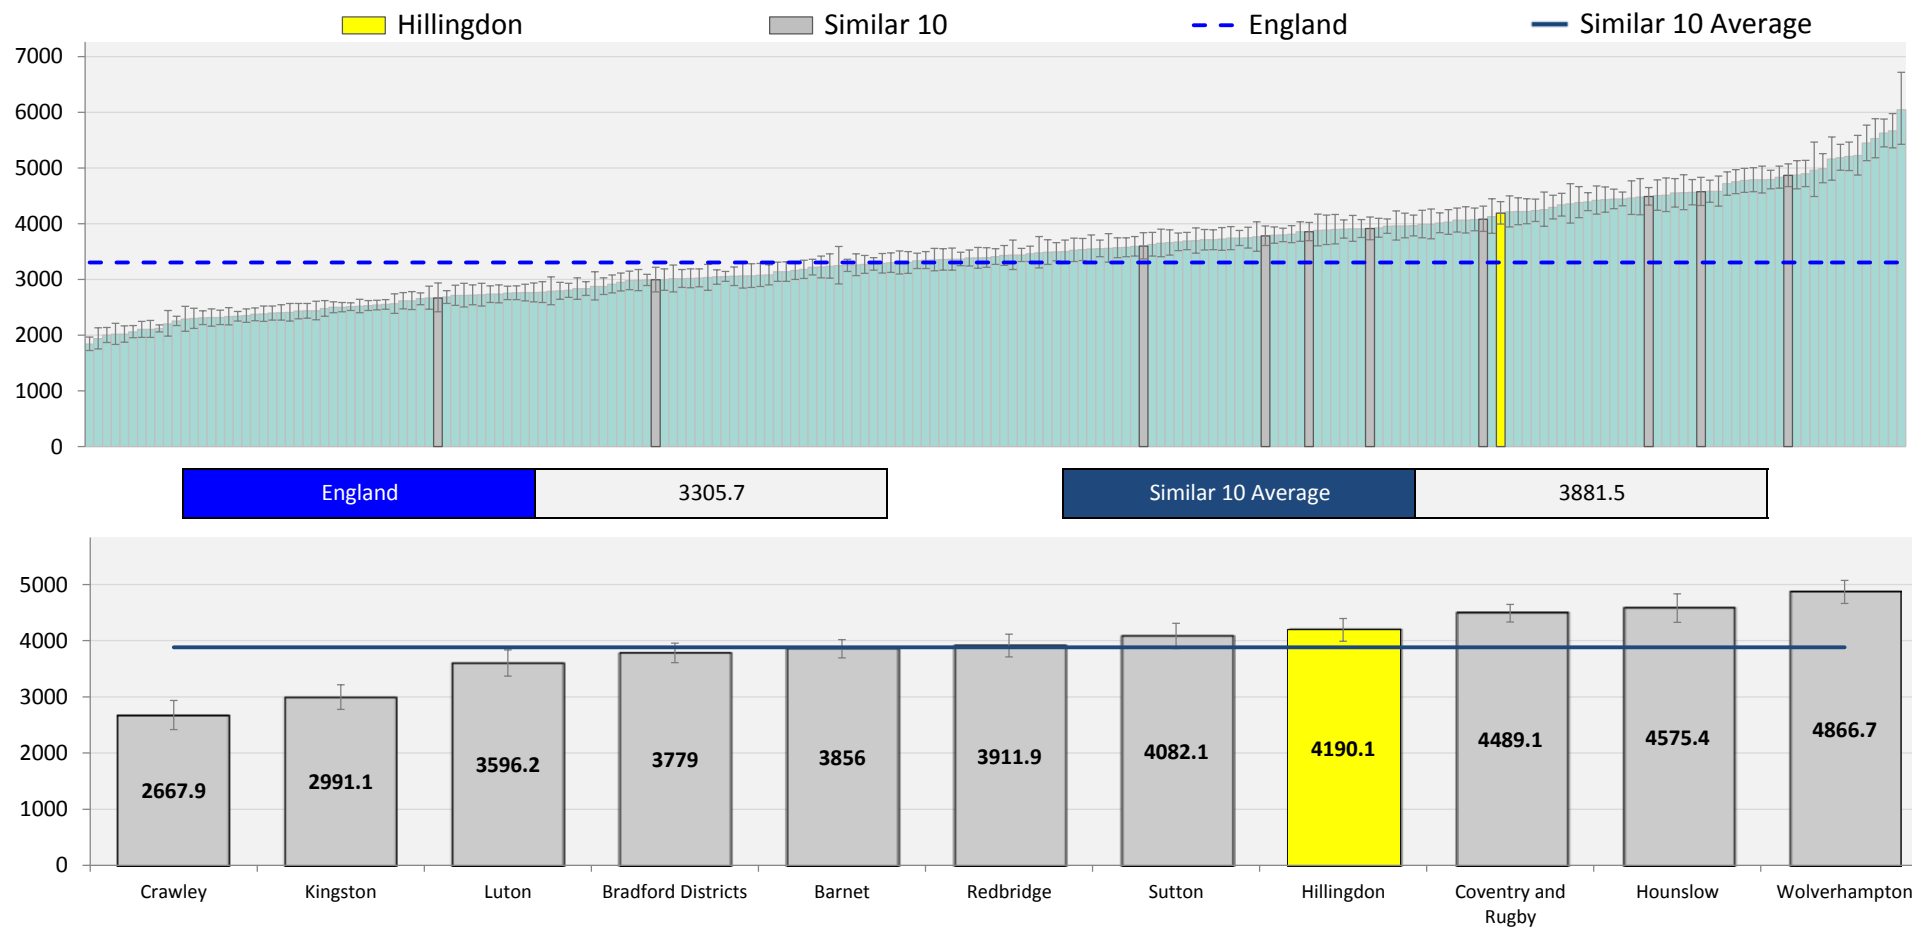 Hillingdon
Similar 10
England
Similar 10 Average
7000
6000
5000
4000
3000
2000
1000
0
England
3305.7
Similar 10 Average
3881.5
5000
4000
3000
2000
1000
0
2667.9
2991.1
3596.2
3779
3856
3911.9
4082.1
4190.1
4489.1
4575.4
4866.7
Crawley
Kingston
Luton
Bradford Districts
Barnet
Redbridge
Sutton
Hillingdon
Coventry and
Rugby
Hounslow
Wolverhampton